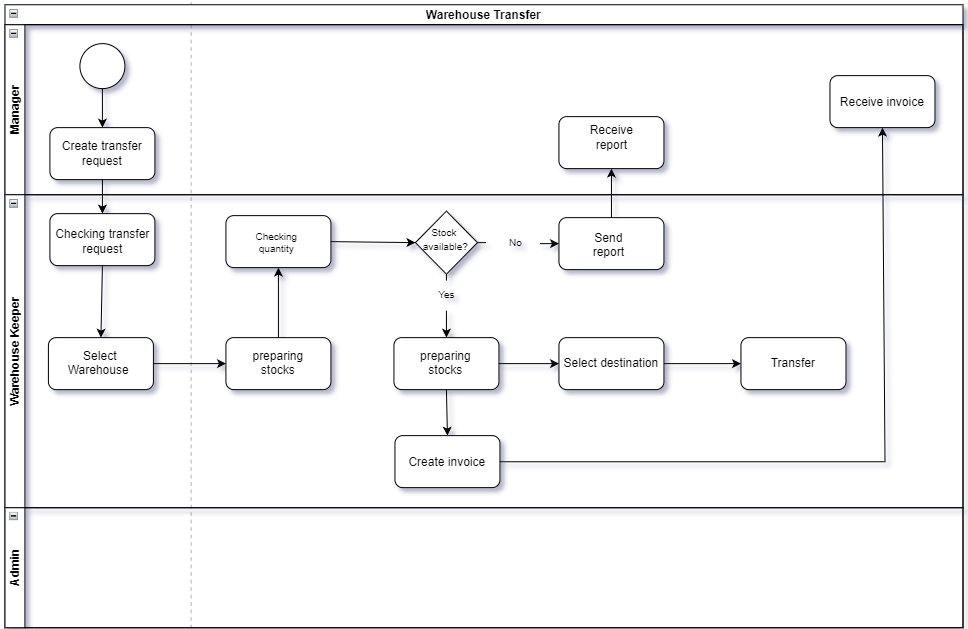 Warehouse Transfer
Manager
Create transfer
request
Receive
report
Receive invoice
Warehouse Keeper
Checking transfer
request
Checking
quantity
Stock
available?
No
Send
report
Yes
Select
Warehouse
preparing
stocks
preparing
stocks
Select destination
Transfer
Create invoice
Admin